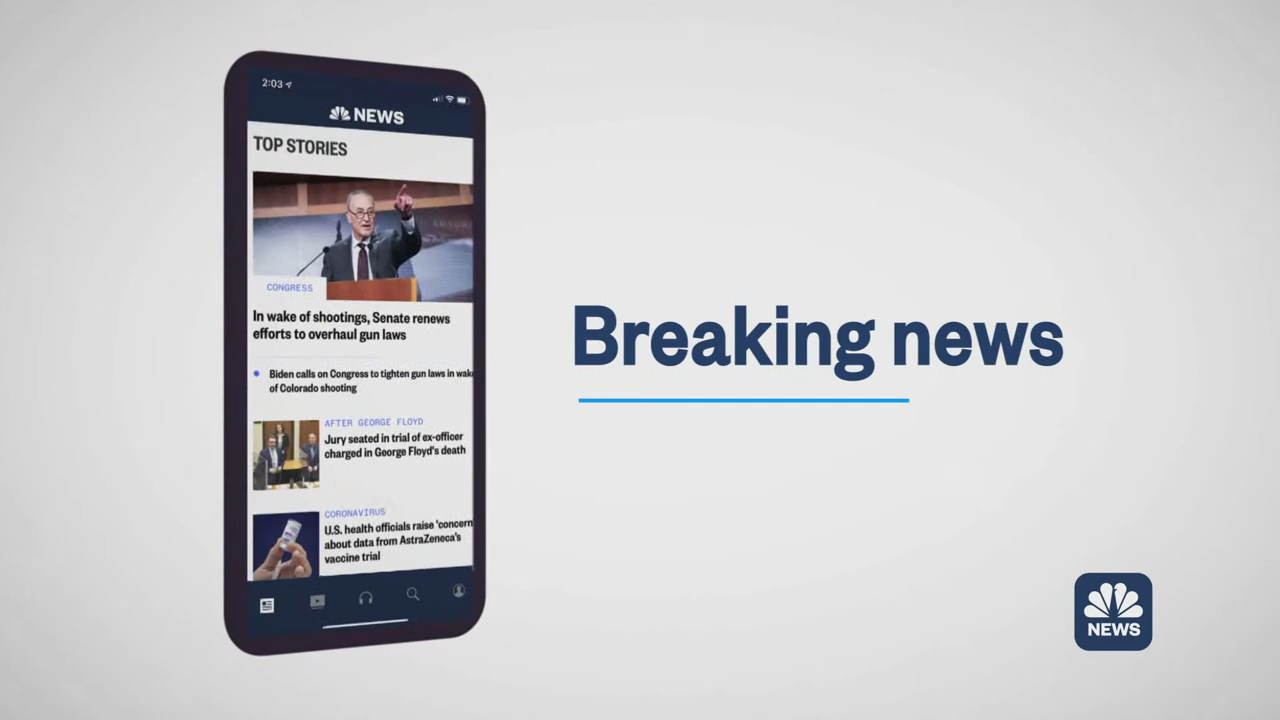 2:03
NEWS
TOP STORIES
CONGRESS
In wake of shootings, Senate renews
efforts to overhaul gun laws
Biden calls on Congress to tighten gun laws in wake
of Colorado shooting
AFTER GEORGE FLOYD
Jury seated in trial of ex-officer
charged in George Floyd's death
CORONAVIRUS
U.S. health officials raise 'concern
about data from AstraZeneca's
vaccine trial
Breaking news
NEWS